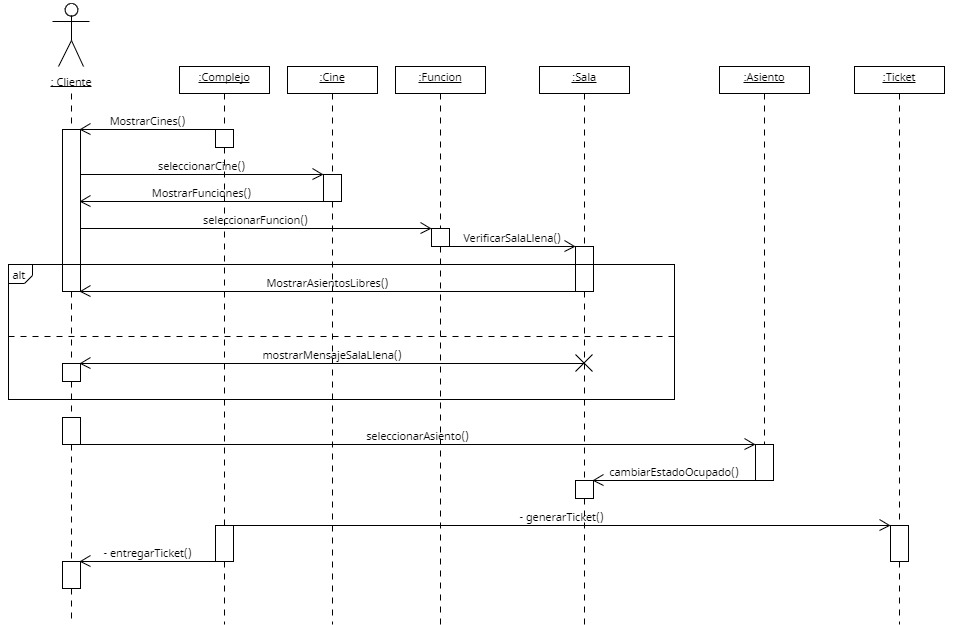 : Cliente
:Complejo
:Cine
:Funcion
:Sala
:Asiento
:Ticket
MostrarCines()
seleccionarCine()
MostrarFunciones()
seleccionarFuncion()
VerificarSalaLlena()
alt
MostrarAsientosLibres()
mostrarMensajeSalaLlena()
seleccionarAsiento()
cambiarEstadoOcupado()
- generarTicket()
- entregarTicket()